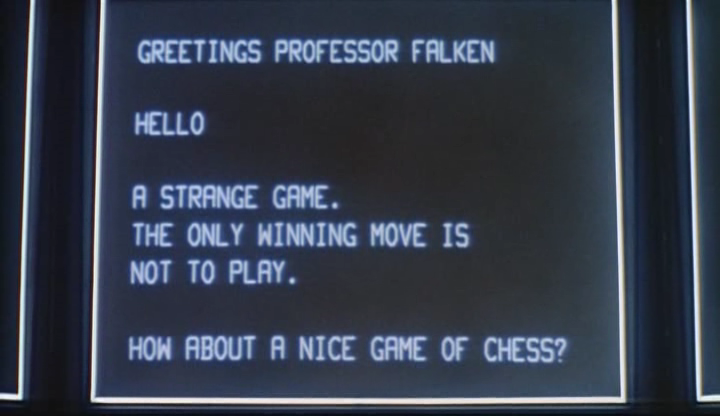 GREETINGS PROFESSOR FALKEN
HELLO
A STRANGE GAME.
THE ONLY WINNING MOVE IS
NOT TO PLAY.
HOW ABOUT A NICE GAME OF CHESS?